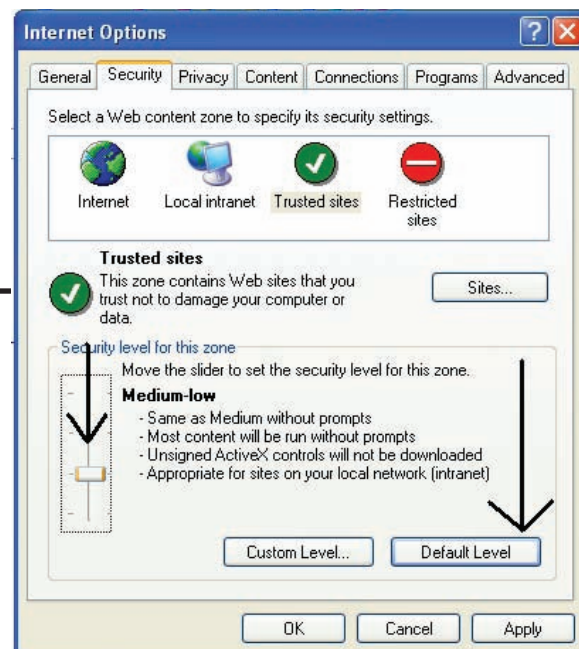 Internet Options
General Security Privacy Content Connections Programs Advanced
Select a Web content zone to specify its security settings.
Internet Local intranet Trusted sites Restricted
sites
Trusted sites
This zone contains Web sites that you
trust not to damage your computer or
data.
Sites...
Security level for this zone
Move the slider to set the security level for this zone.
Medium-low
- Same as Medium without prompts
- Most content will be run without prompts
- Unsigned ActiveX controls will not be downloaded
- Appropriate for sites on your local network (intranet)
Custom Level... Default Level
OK Cancel Apply